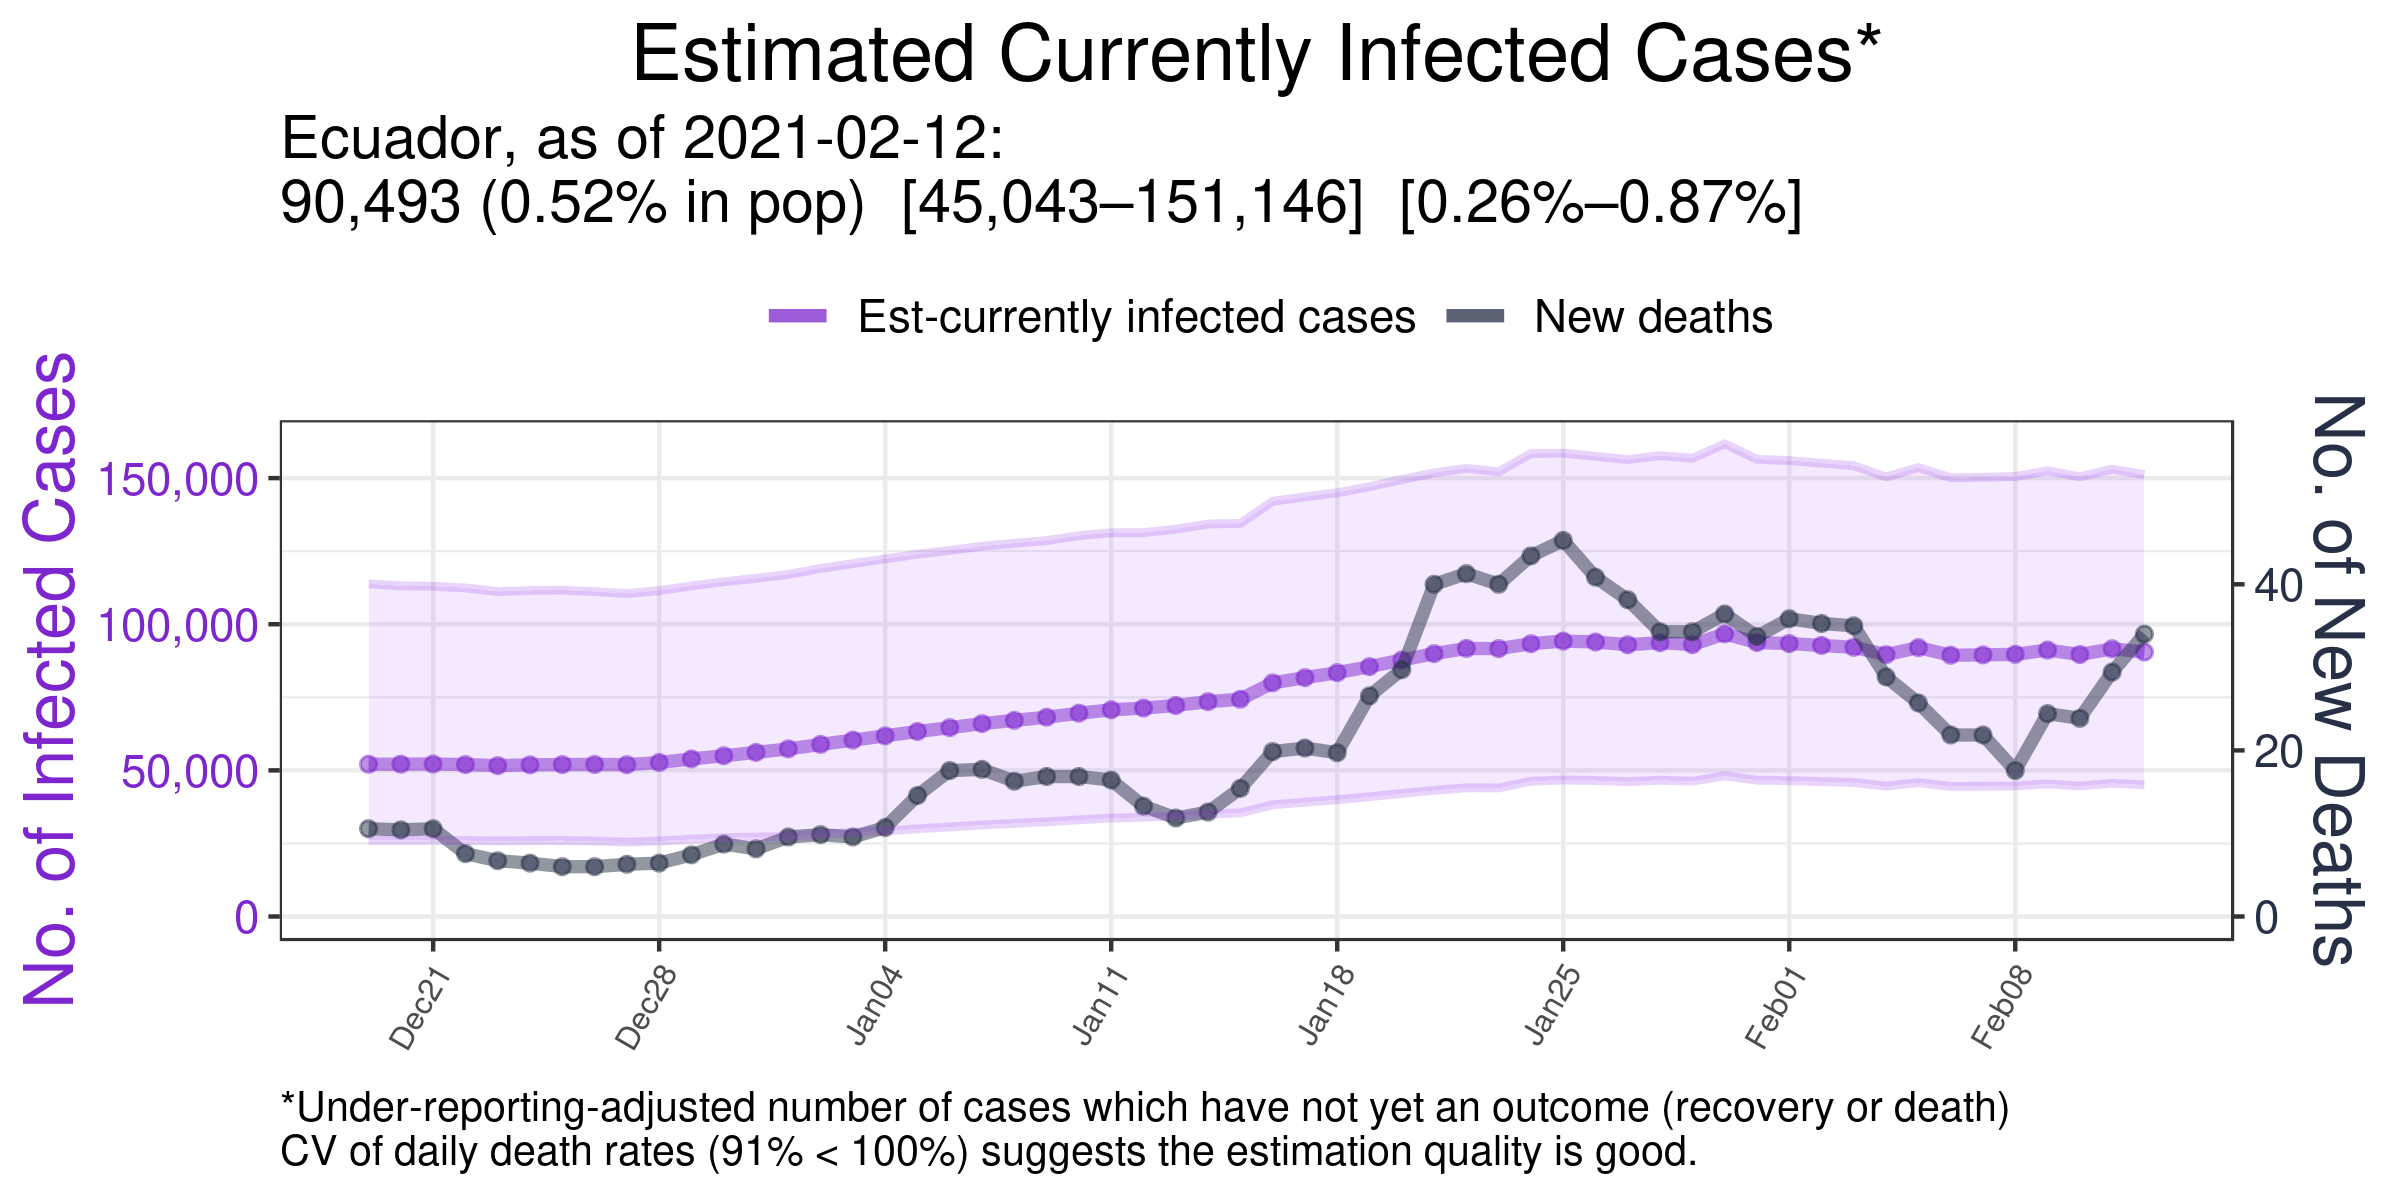 Estimated Currently Infected Cases*
Ecuador, as of 2021-02-12:
90,493 (0.52% in pop) [45,043–151,146] [0.26%–0.87%]
Est-currently infected cases New deaths
No. of Infected Cases
150,000
100,000
50,000
0
40
20
0
No. of New Deaths
Dec21 Dec28 Jan04 Jan11 Jan18 Jan25 Feb01 Feb08
*Under-reporting-adjusted number of cases which have not yet an outcome (recovery or death)
CV of daily death rates (91% < 100%) suggests the estimation quality is good.